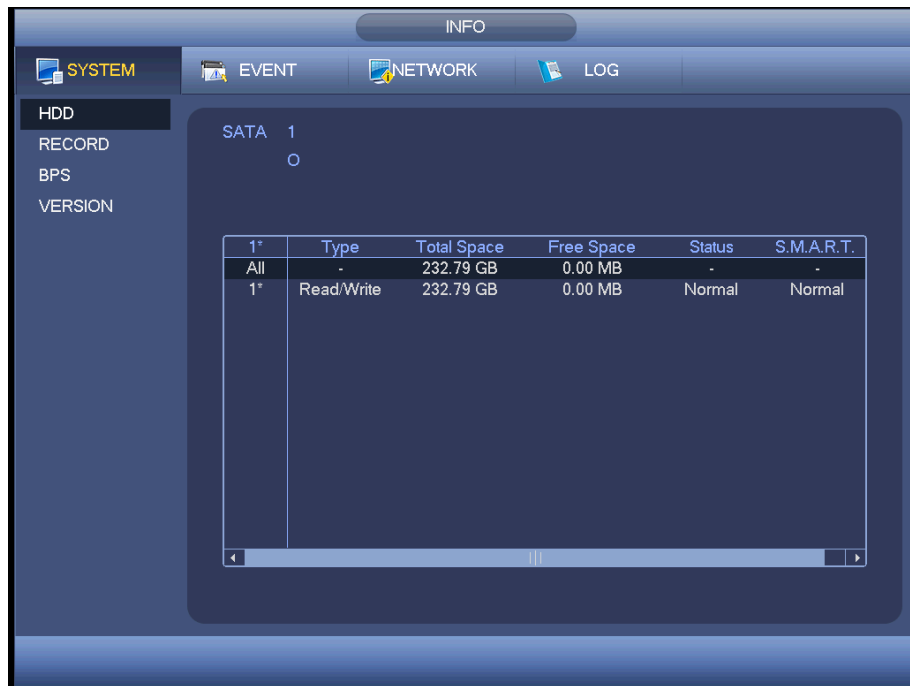 INFO
SYSTEM EVENT NETWORK LOG
HDD
RECORD
BPS
VERSION
SATA 1
O
1* Type Total Space Free Space Status S.M.A.R.T.
All - 232.79 GB 0.00 MB - -
1* Read/Write 232.79 GB 0.00 MB Normal Normal